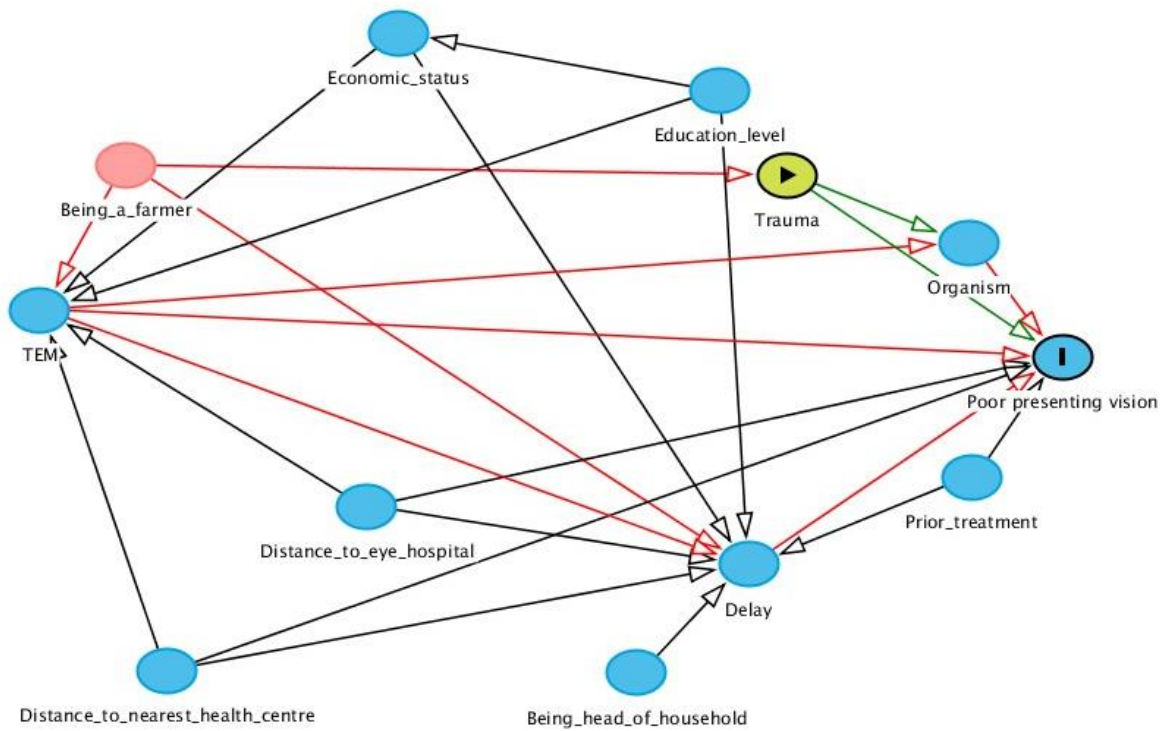 Economic_status
Education_level
Being_a_farmer
Trauma
Organism
TEM
Poor presenting vision
Prior_treatment
Distance_to_eye_hospital
Delay
Distance_to_nearest_health_centre
Being_head_of_household